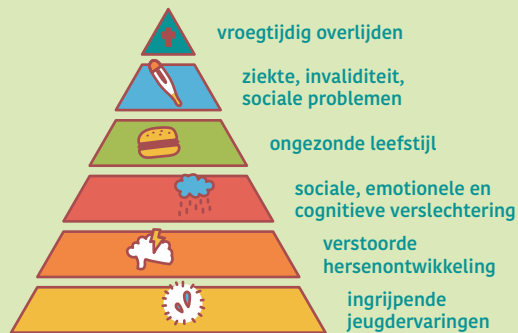 vroegtijdig overlijden
ziekte, invaliditeit,
sociale problemen
ongezonde leefstijl
sociale, emotionele en
cognitieve verslechtering
verstoorde
hersenontwikkeling
ingrijpende
jeugdervaringen